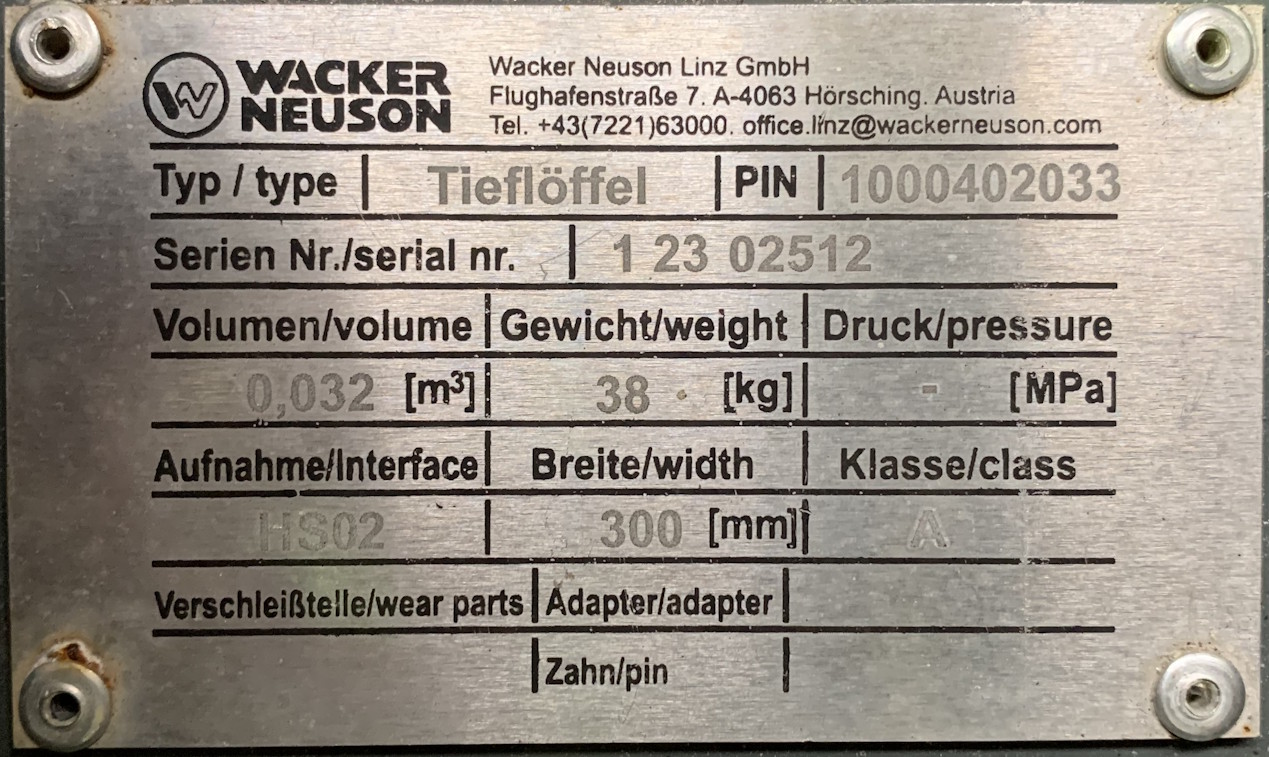 WACKER NEUSON
Wacker Neuson Linz GmbH
Flughafenstraße 7. A-4063 Hörsching. Austria
Tel. +43(7221)63000. office.linz@wackerneuson.com
Typ / type | Tieflöffel | PIN | 1000402033
Serien Nr./serial nr. | 1 23 02512
Volumen/volume | Gewicht/weight | Druck/pressure
0,032 [m³] | 38 [kg] | - [MPa]
Aufnahme/Interface | Breite/width | Klasse/class
HS02 | 300 [mm] | A
Verschleißtelle/wear parts | Adapter/adapter |
| Zahn/pin |